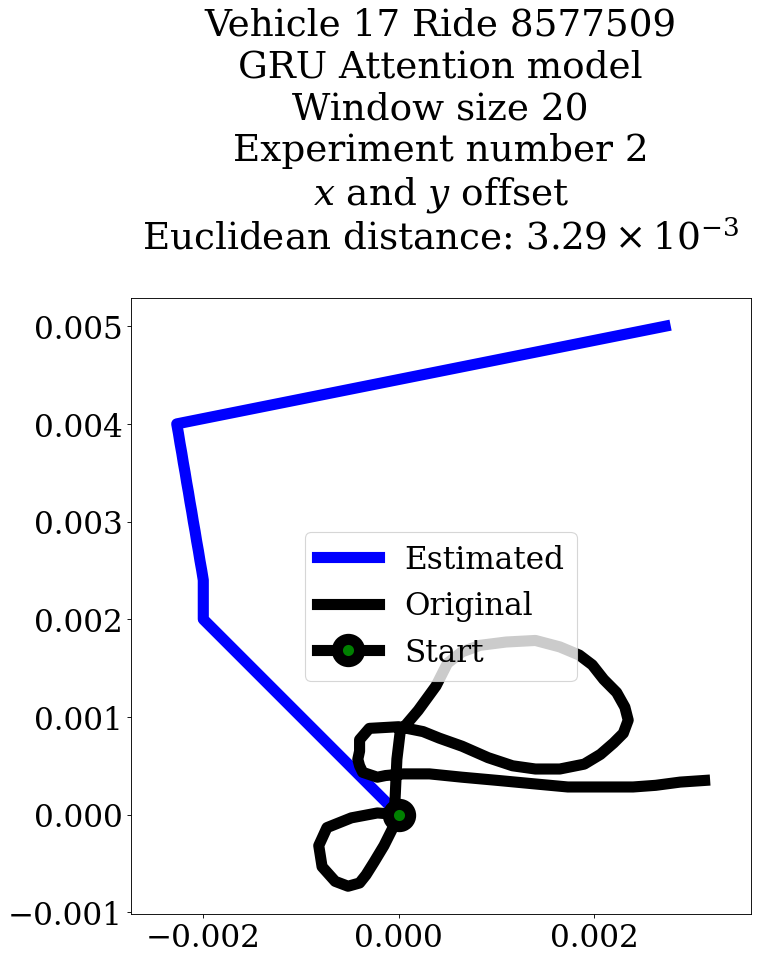 Vehicle 17 Ride 8577509
GRU Attention model
Window size 20
Experiment number 2
x and y offset
Euclidean distance: 3.29 × 10⁻³
0.005
0.004
0.003
0.002
0.001
0.000
−0.001
Estimated
Original
Start
−0.002 0.000 0.002